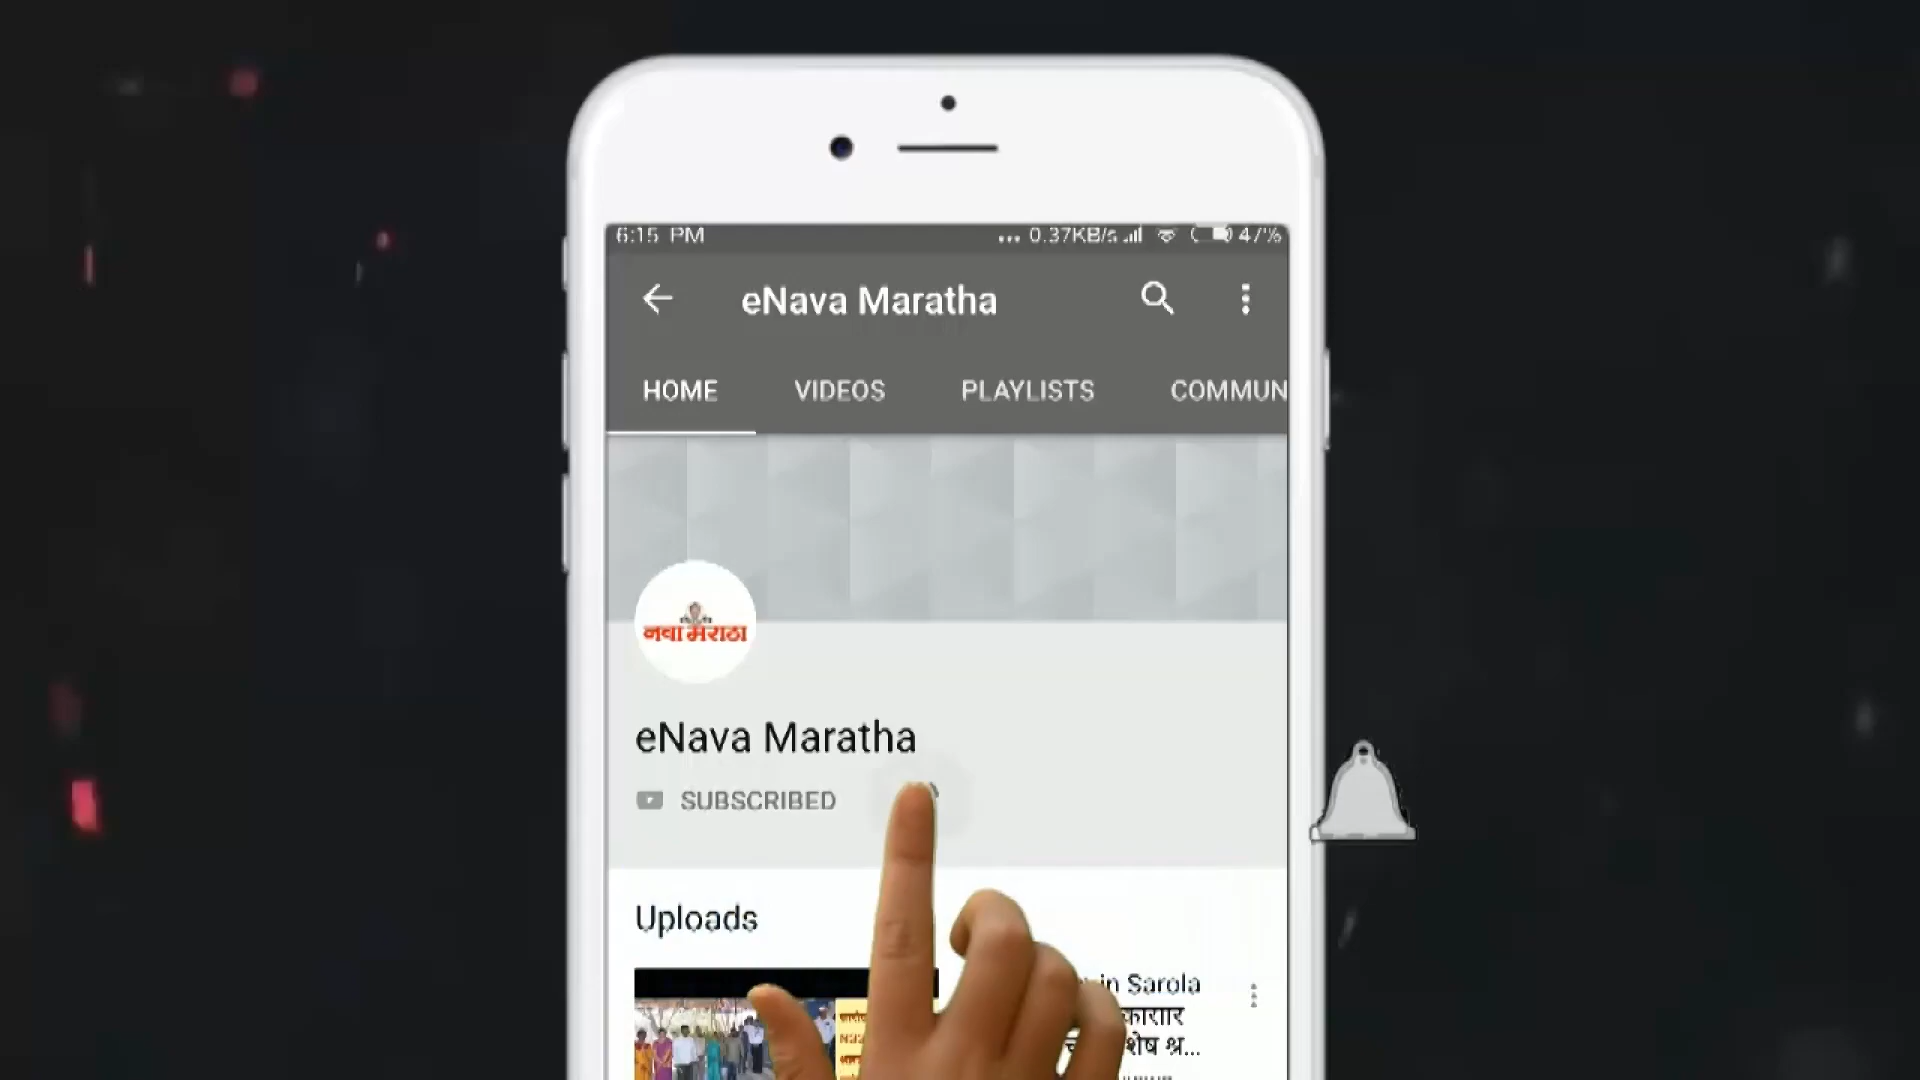 6:15 PM
... 0.37KB/s 47%
eNava Maratha
HOME VIDEOS PLAYLISTS COMMUN
नवा मराठा
eNava Maratha
SUBSCRIBED
Uploads
in Sarola
शेष श्र...